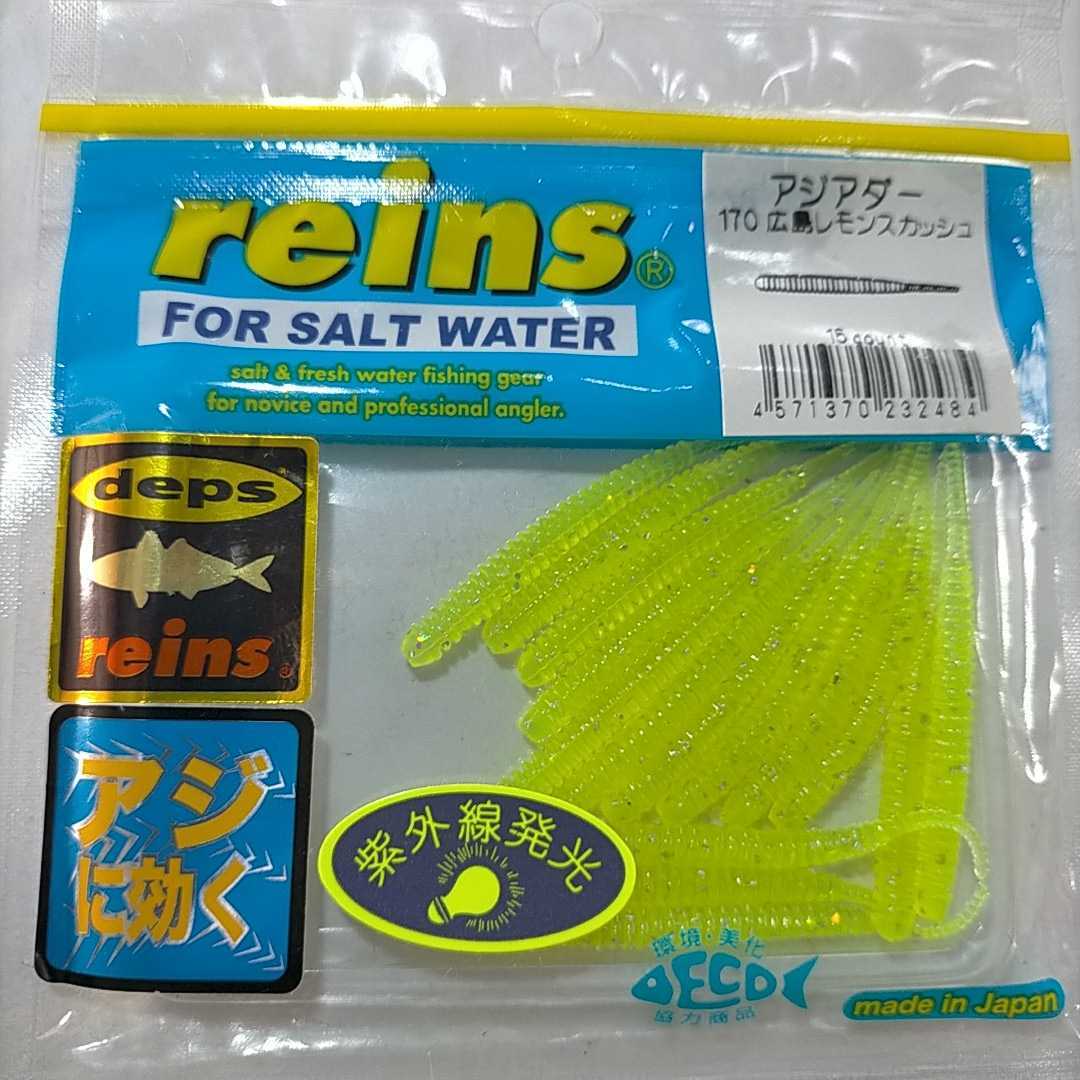 reins®
FOR SALT WATER
salt & fresh water fishing gear
for novice and professional angler.
アジアダー
170 広島レモンスカッシュ
15 count
4 571370 232484
deps
reins®
アジ
に効く
紫外線発光
環境・美化
ECO
協力商品
made in Japan